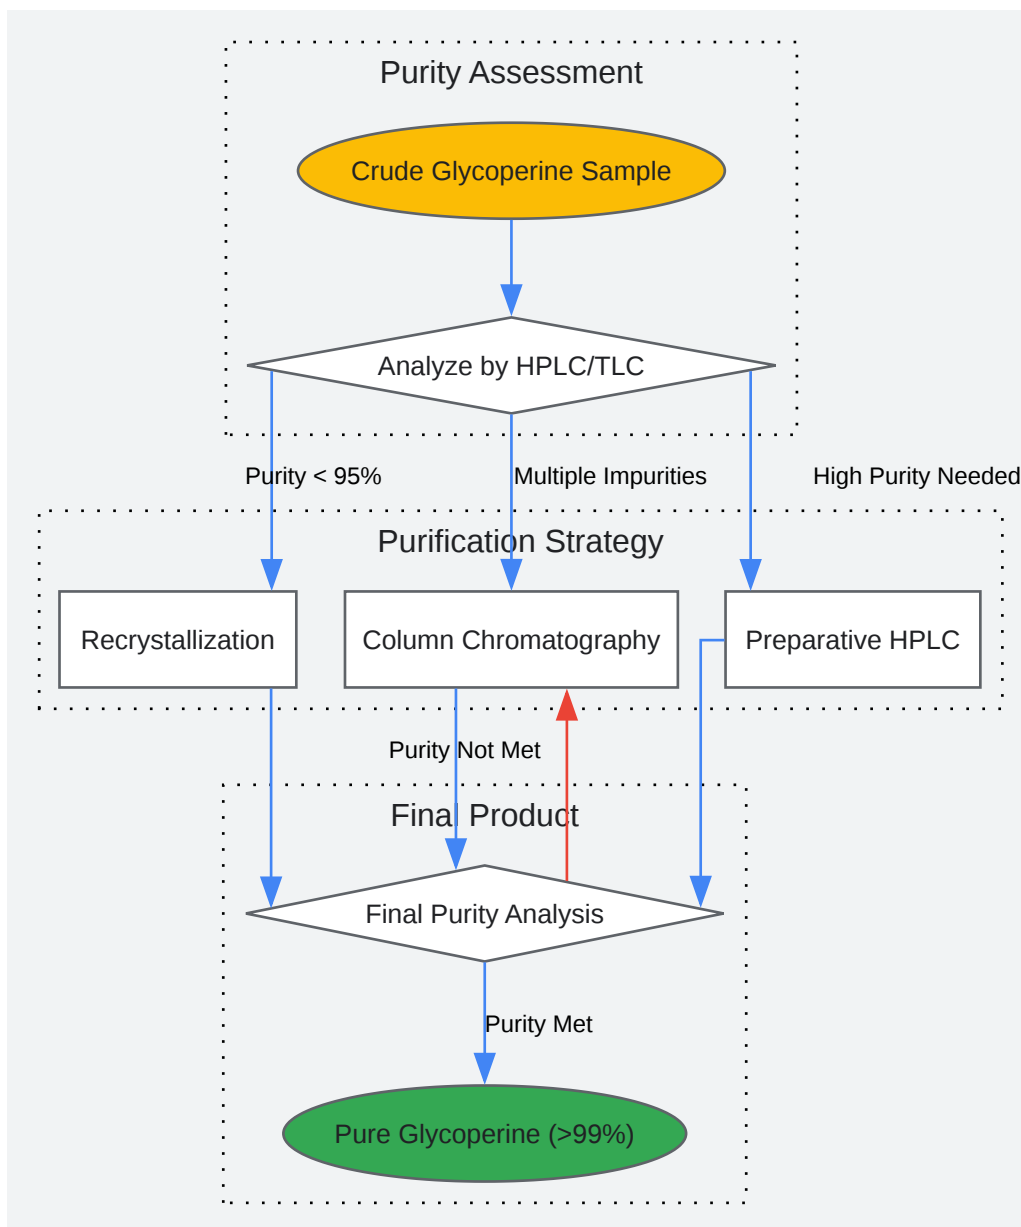 Purity Assessment
Crude Glycoperine Sample
Analyze by HPLC/TLC
Purity < 95%
Multiple Impurities
High Purity Needed
Purification Strategy
Recrystallization
Column Chromatography
Preparative HPLC
Purity Not Met
Final Product
Final Purity Analysis
Purity Met
Pure Glycoperine (>99%)